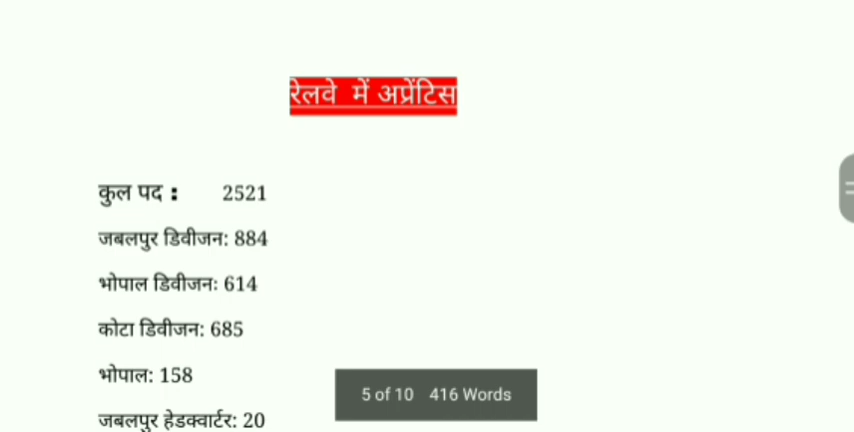 रेलवे में अप्रेंटिस
कुल पद : 2521
जबलपुर डिवीजन: 884
भोपाल डिवीजन: 614
कोटा डिवीजन: 685
भोपाल: 158
जबलपुर हेडक्वार्टर: 20
5 of 10 416 Words